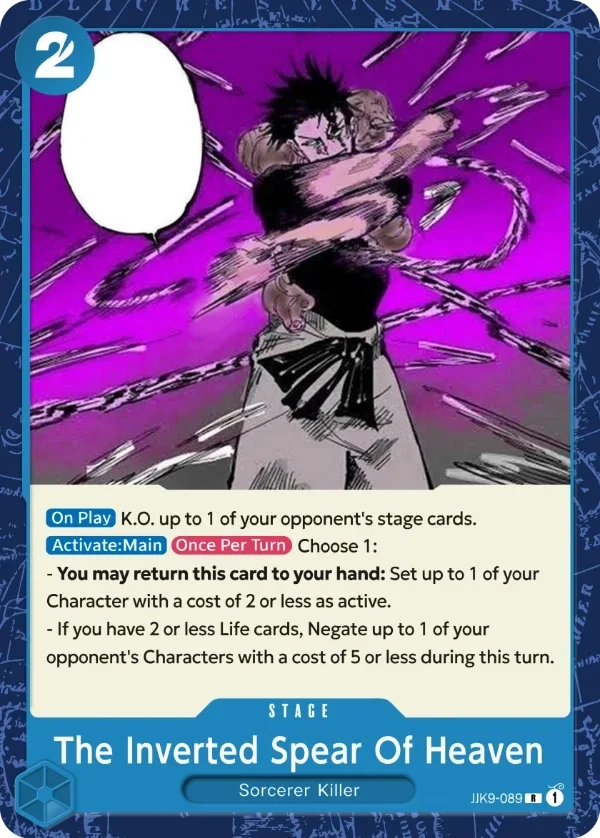 2
On Play K.O. up to 1 of your opponent's stage cards.
Activate:Main Once Per Turn Choose 1:
- You may return this card to your hand: Set up to 1 of your
Character with a cost of 2 or less as active.
- If you have 2 or less Life cards, Negate up to 1 of your
opponent's Characters with a cost of 5 or less during this turn.
STAGE
The Inverted Spear Of Heaven
Sorcerer Killer
JJK9-089 R 1